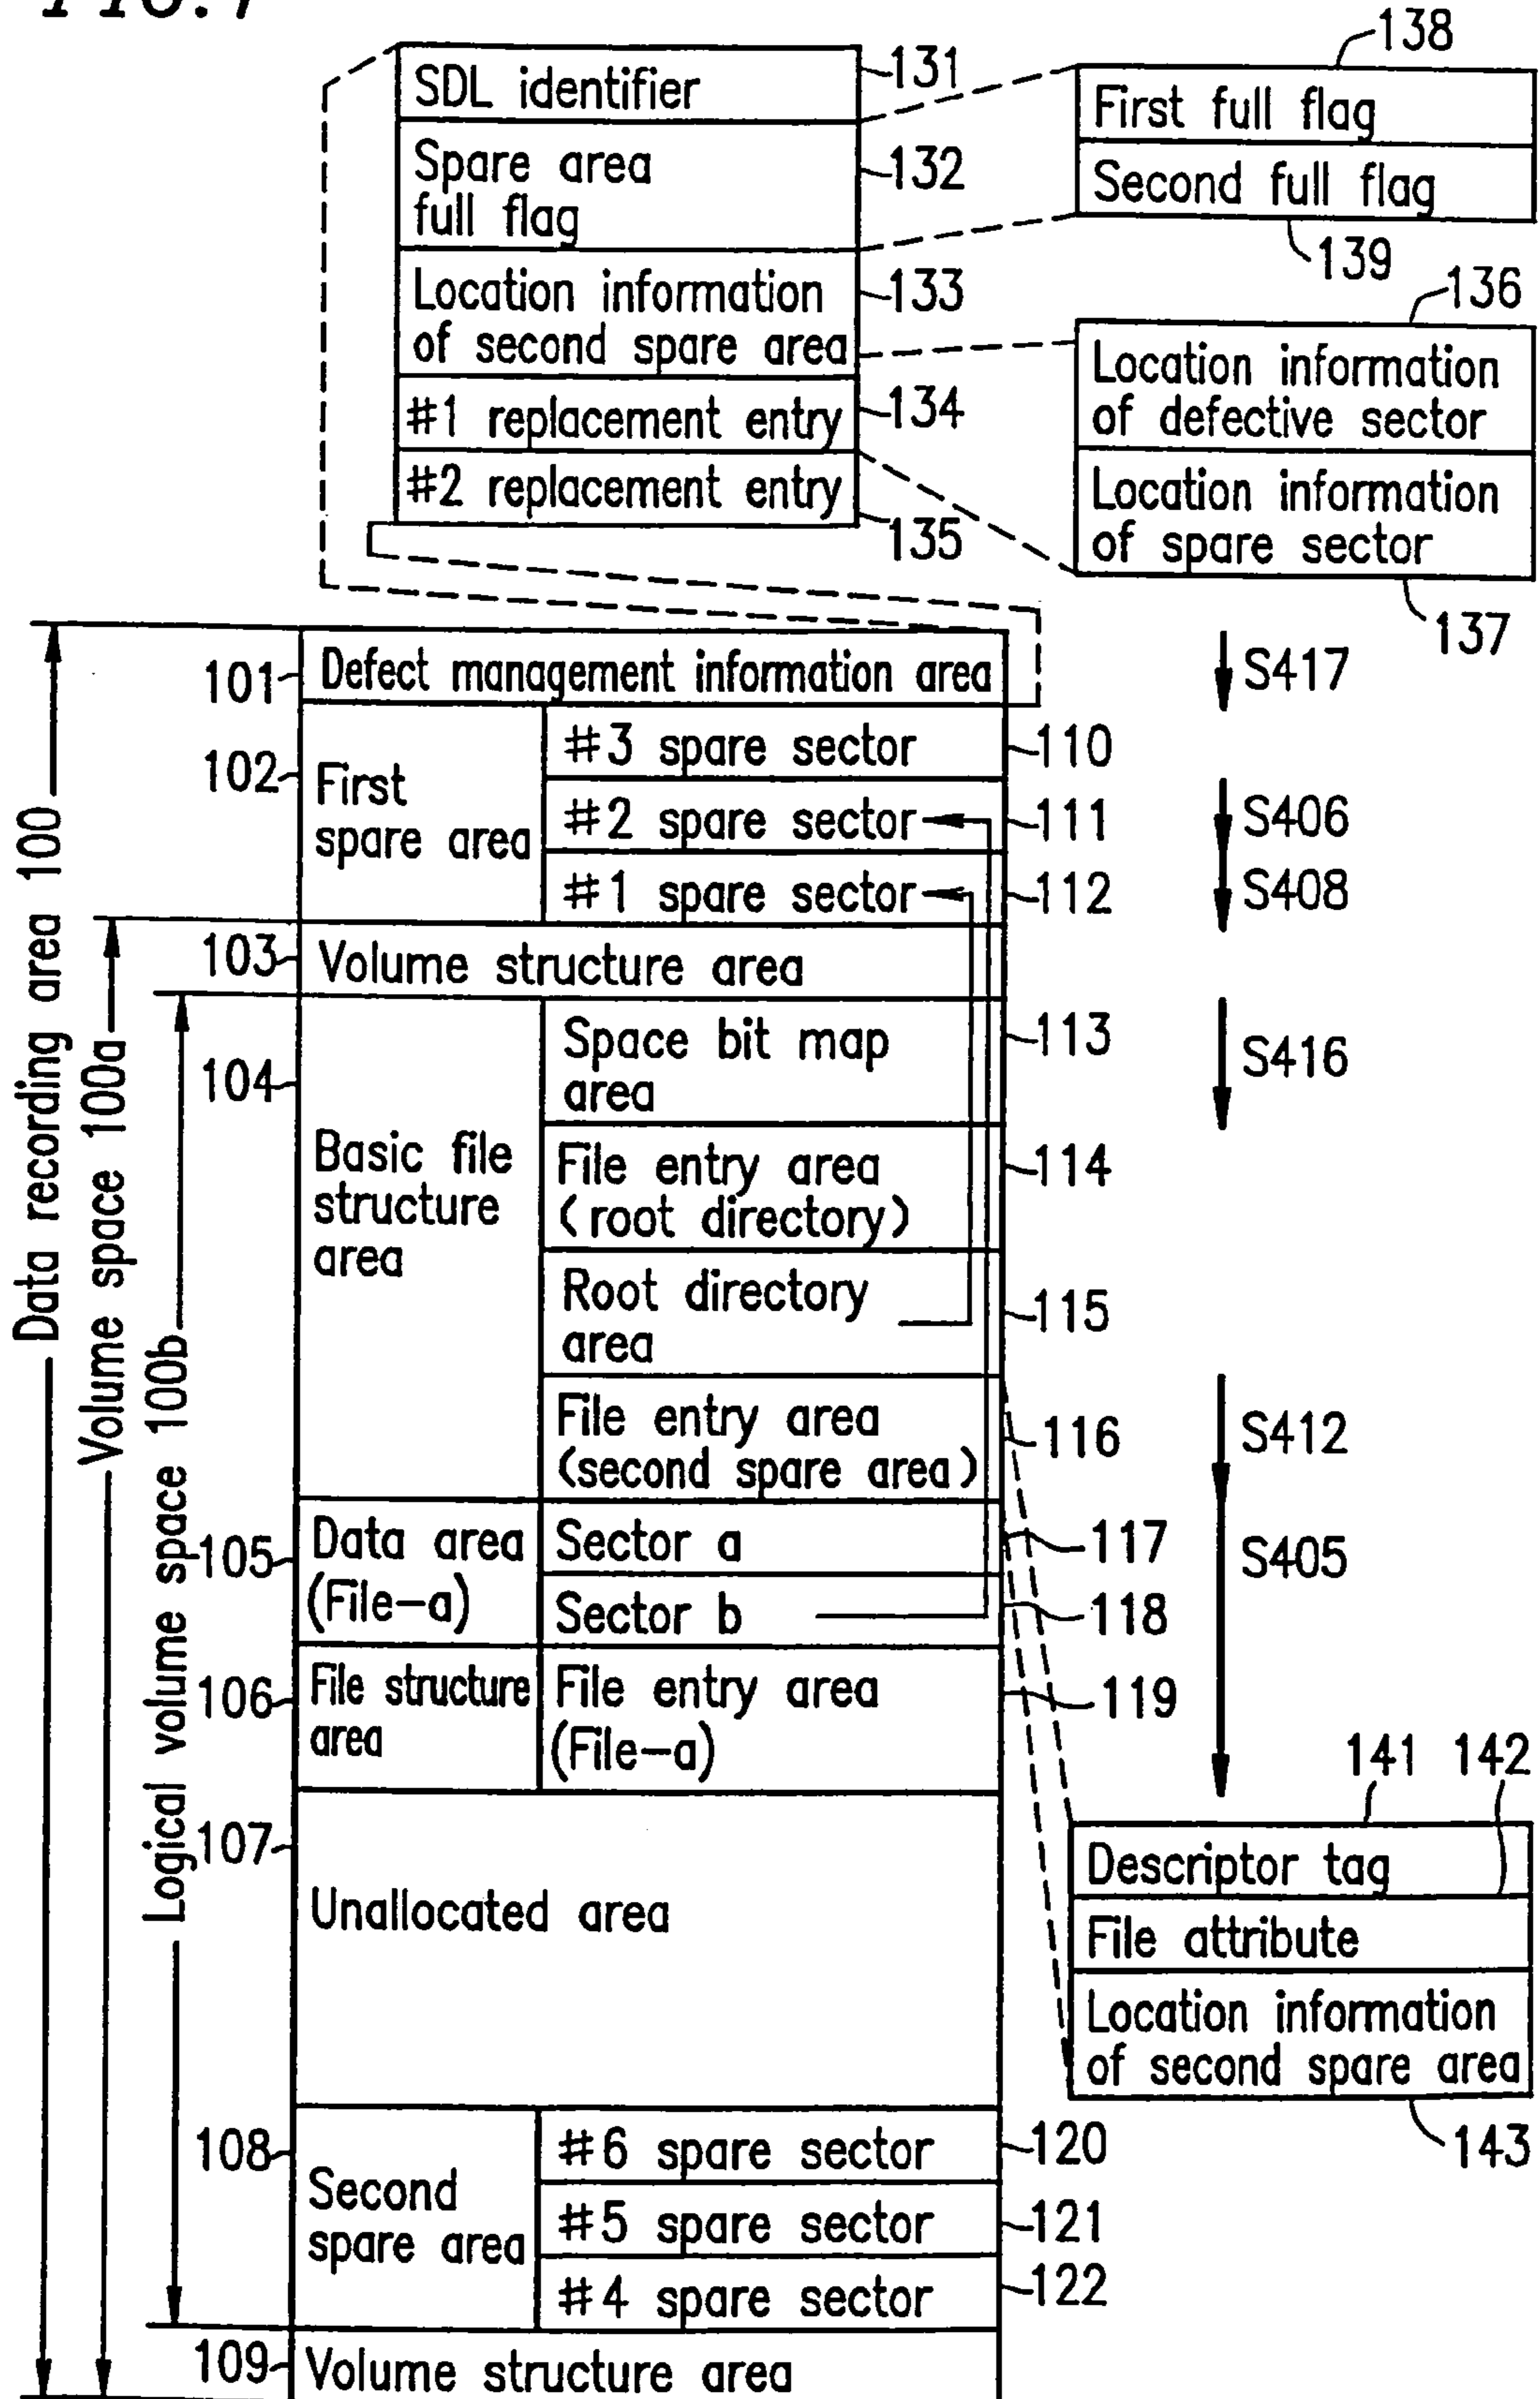 SDL identifier
131
Spare area
full flag
132
Location information
of second spare area
133
#1 replacement entry
134
#2 replacement entry
135
138
First full flag
Second full flag
139
136
Location information
of defective sector
Location information
of spare sector
137
Data recording area 100
Volume space 100a
Logical volume space 100b
101
Defect management information area
S417
102
First
spare area
#3 spare sector
110
#2 spare sector
111
S406
#1 spare sector
112
S408
103
Volume structure area
104
Basic file
structure
area
Space bit map
area
113
S416
File entry area
(root directory)
114
Root directory
area
115
File entry area
(second spare area)
116
S412
105
Data area
(File-a)
Sector a
117
S405
Sector b
118
106
File structure
area
File entry area
(File-a)
119
107
Unallocated area
141
142
Descriptor tag
File attribute
Location information
of second spare area
143
108
Second
spare area
#6 spare sector
120
#5 spare sector
121
#4 spare sector
122
109
Volume structure area